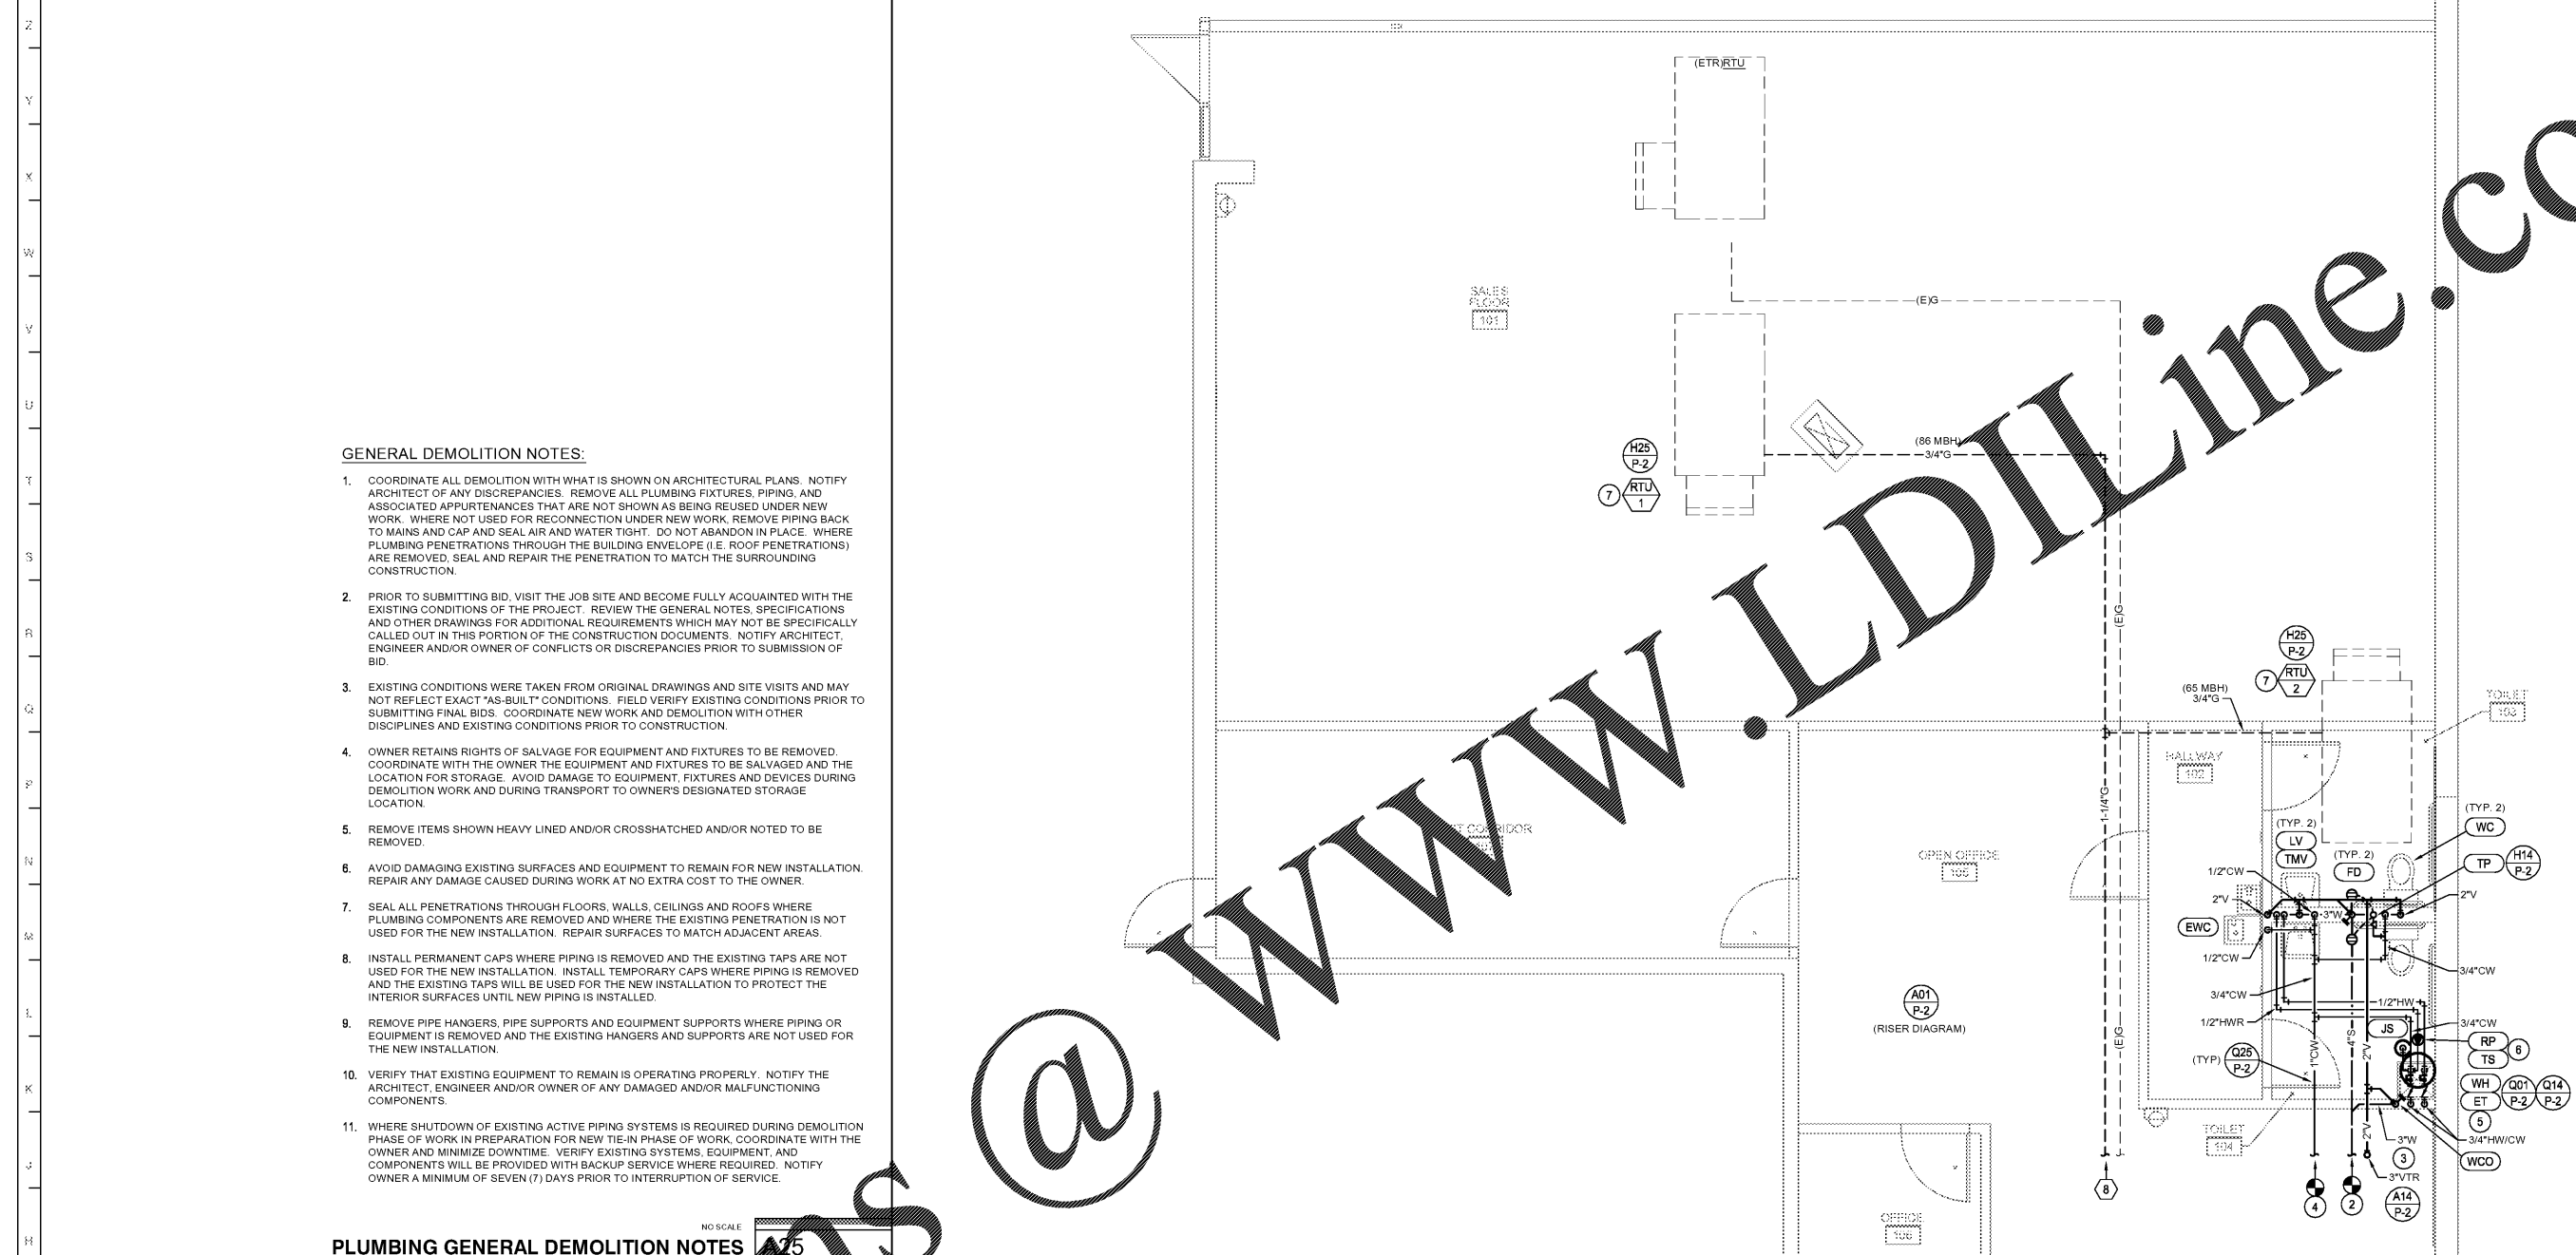 Z
Y
X
W
V
U
T
S
R
Q
P
N
M
L
K
J
H
GENERAL DEMOLITION NOTES:
1. COORDINATE ALL DEMOLITION WITH WHAT IS SHOWN ON ARCHITECTURAL PLANS. NOTIFY
ARCHITECT OF ANY DISCREPANCIES. REMOVE ALL PLUMBING FIXTURES, PIPING, AND
ASSOCIATED APPURTENANCES THAT ARE NOT SHOWN AS BEING REUSED UNDER NEW
WORK. WHERE NOT USED FOR RECONNECTION UNDER NEW WORK, REMOVE PIPING BACK
TO MAINS AND CAP AND SEAL AIR AND WATER TIGHT. DO NOT ABANDON IN PLACE. WHERE
PLUMBING PENETRATIONS THROUGH THE BUILDING ENVELOPE (I.E. ROOF PENETRATIONS)
ARE REMOVED, SEAL AND REPAIR THE PENETRATION TO MATCH THE SURROUNDING
CONSTRUCTION.
2. PRIOR TO SUBMITTING BID, VISIT THE JOB SITE AND BECOME FULLY ACQUAINTED WITH THE
EXISTING CONDITIONS OF THE PROJECT. REVIEW THE GENERAL NOTES, SPECIFICATIONS
AND OTHER DRAWINGS FOR ADDITIONAL REQUIREMENTS WHICH MAY NOT BE SPECIFICALLY
CALLED OUT IN THIS PORTION OF THE CONSTRUCTION DOCUMENTS. NOTIFY ARCHITECT,
ENGINEER AND/OR OWNER OF CONFLICTS OR DISCREPANCIES PRIOR TO SUBMISSION OF
BID.
3. EXISTING CONDITIONS WERE TAKEN FROM ORIGINAL DRAWINGS AND SITE VISITS AND MAY
NOT REFLECT EXACT "AS-BUILT" CONDITIONS. FIELD VERIFY EXISTING CONDITIONS PRIOR TO
SUBMITTING FINAL BIDS. COORDINATE NEW WORK AND DEMOLITION WITH OTHER
DISCIPLINES AND EXISTING CONDITIONS PRIOR TO CONSTRUCTION.
4. OWNER RETAINS RIGHTS OF SALVAGE FOR EQUIPMENT AND FIXTURES TO BE REMOVED.
COORDINATE WITH THE OWNER THE EQUIPMENT AND FIXTURES TO BE SALVAGED AND THE
LOCATION FOR STORAGE. AVOID DAMAGE TO EQUIPMENT, FIXTURES AND DEVICES DURING
DEMOLITION WORK AND DURING TRANSPORT TO OWNER'S DESIGNATED STORAGE
LOCATION.
5. REMOVE ITEMS SHOWN HEAVY LINED AND/OR CROSSHATCHED AND/OR NOTED TO BE
REMOVED.
6. AVOID DAMAGING EXISTING SURFACES AND EQUIPMENT TO REMAIN FOR NEW INSTALLATION.
REPAIR ANY DAMAGE CAUSED DURING WORK AT NO EXTRA COST TO THE OWNER.
7. SEAL ALL PENETRATIONS THROUGH FLOORS, WALLS, CEILINGS AND ROOFS WHERE
PLUMBING COMPONENTS ARE REMOVED AND WHERE THE EXISTING PENETRATION IS NOT
USED FOR THE NEW INSTALLATION. REPAIR SURFACES TO MATCH ADJACENT AREAS.
8. INSTALL PERMANENT CAPS WHERE PIPING IS REMOVED AND THE EXISTING TAPS ARE NOT
USED FOR THE NEW INSTALLATION. INSTALL TEMPORARY CAPS WHERE PIPING IS REMOVED
AND THE EXISTING TAPS WILL BE USED FOR THE NEW INSTALLATION TO PROTECT THE
INTERIOR SURFACES UNTIL NEW PIPING IS INSTALLED.
9. REMOVE PIPE HANGERS, PIPE SUPPORTS AND EQUIPMENT SUPPORTS WHERE PIPING OR
EQUIPMENT IS REMOVED AND THE EXISTING HANGERS AND SUPPORTS ARE NOT USED FOR
THE NEW INSTALLATION.
10. VERIFY THAT EXISTING EQUIPMENT TO REMAIN IS OPERATING PROPERLY. NOTIFY THE
ARCHITECT, ENGINEER AND/OR OWNER OF ANY DAMAGED AND/OR MALFUNCTIONING
COMPONENTS.
11. WHERE SHUTDOWN OF EXISTING ACTIVE PIPING SYSTEMS IS REQUIRED DURING DEMOLITION
PHASE OF WORK IN PREPARATION FOR NEW TIE-IN PHASE OF WORK, COORDINATE WITH THE
OWNER AND MINIMIZE DOWNTIME. VERIFY EXISTING SYSTEMS, EQUIPMENT, AND
COMPONENTS WILL BE PROVIDED WITH BACKUP SERVICE WHERE REQUIRED. NOTIFY
OWNER A MINIMUM OF SEVEN (7) DAYS PRIOR TO INTERRUPTION OF SERVICE.
NO SCALE
PLUMBING GENERAL DEMOLITION NOTES A25
(ETR)RTU
SALES
FLOOR
101
(E)G
(86 MBH)
3/4"G
H25
P-2
7
RTU
1
(E)G
H25
P-2
7
RTU
2
(65 MBH)
3/4"G
TOILET
103
HALLWAY
102
1-1/4"G
(TYP. 2)
WC
(TYP. 2)
LV
TMV
(TYP. 2)
FD
TP
H14
P-2
1/2"CW
2"V
2"V
3"W
EWC
1/2"CW
3/4"CW
3/4"CW
1/2"HW
1/2"HWR
JS
3/4"CW
RP
TS
6
(TYP)
Q25
P-2
1"CW
4"S
2"V
WH
ET
Q01
P-2
Q14
P-2
5
2"V
3"W
3/4"HW/CW
3
WCO
3"VTR
A14
P-2
TOILET
104
4
2
8
(E)G
OPEN OFFICE
105
A01
P-2
(RISER DIAGRAM)
CORRIDOR
OFFICE
106
s @ www.LDILine.co